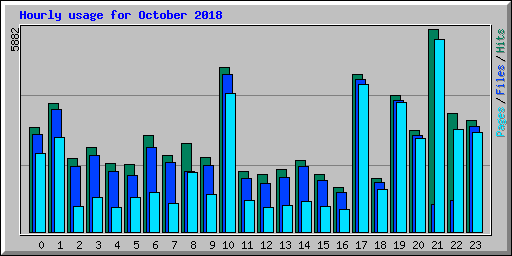 Hourly usage for October 2018
5882
Pages/Files/Hits
0 1 2 3 4 5 6 7 8 9 10 11 12 13 14 15 16 17 18 19 20 21 22 23